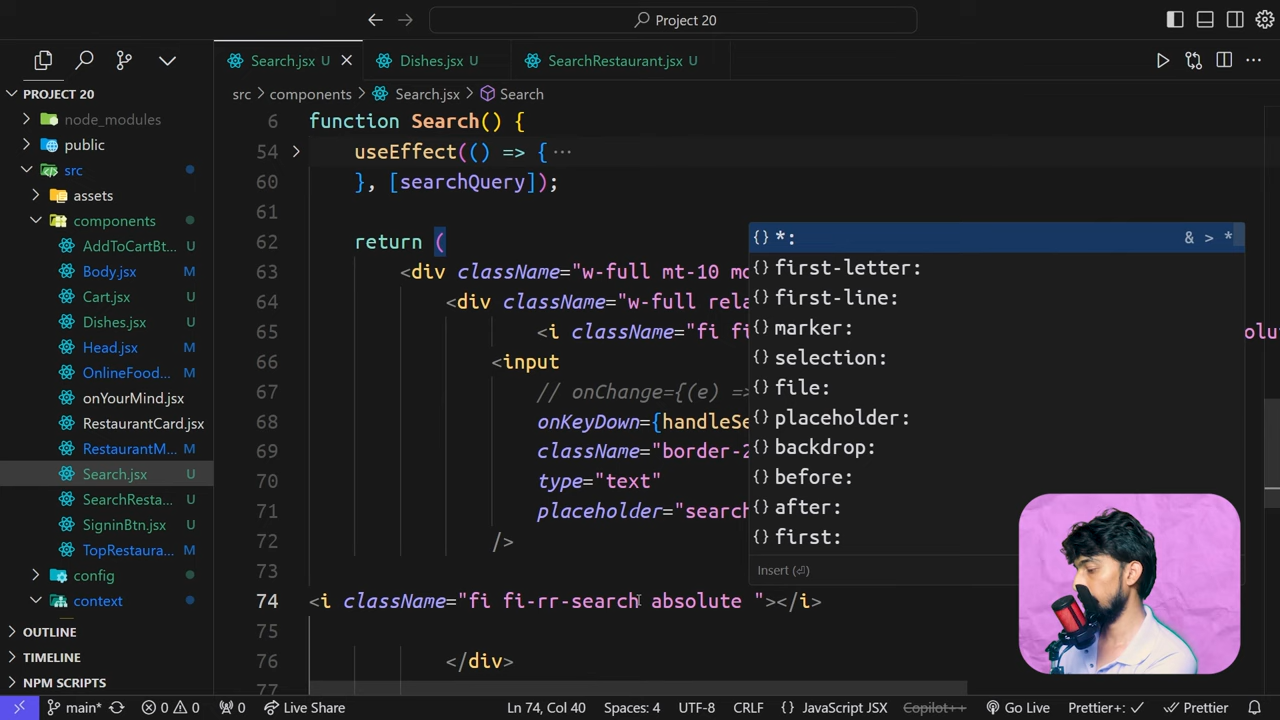 Project 20
Search.jsx U
Dishes.jsx U
SearchRestaurant.jsx U
PROJECT 20
node_modules
public
src
assets
components
AddToCartBt...
U
Body.jsx
M
Cart.jsx
U
Dishes.jsx
U
Head.jsx
M
OnlineFood...
M
onYourMind.jsx
RestaurantCard.jsx
RestaurantM...
M
Search.jsx
U
SearchResta...
U
SigninBtn.jsx
U
TopRestaura...
M
config
context
OUTLINE
TIMELINE
NPM SCRIPTS
src > components > Search.jsx > Search
6 function Search() {
54 useEffect(() => { ...
60 }, [searchQuery]);
61
62 return (
63 <div className="w-full mt-10
64 <div className="w-full
65 <i className="fi
66 <input
67 // onChange={(e) =>
68 onKeyDown={
69 className="border-2
70 type="text"
71 placeholder="search
72 />
73
74 <i className="fi fi-rr-search absolute "></i>
75
76 </div>
77
{} *: & > *
{} first-letter:
{} first-line:
{} marker:
{} selection:
{} file:
{} placeholder:
{} backdrop:
{} before:
{} after:
{} first:
Insert (⏎)
main* 0 0 0 Live Share Ln 74, Col 40 Spaces: 4 UTF-8 CRLF {} JavaScript JSX Copilot++ Go Live Prettier+: Prettier